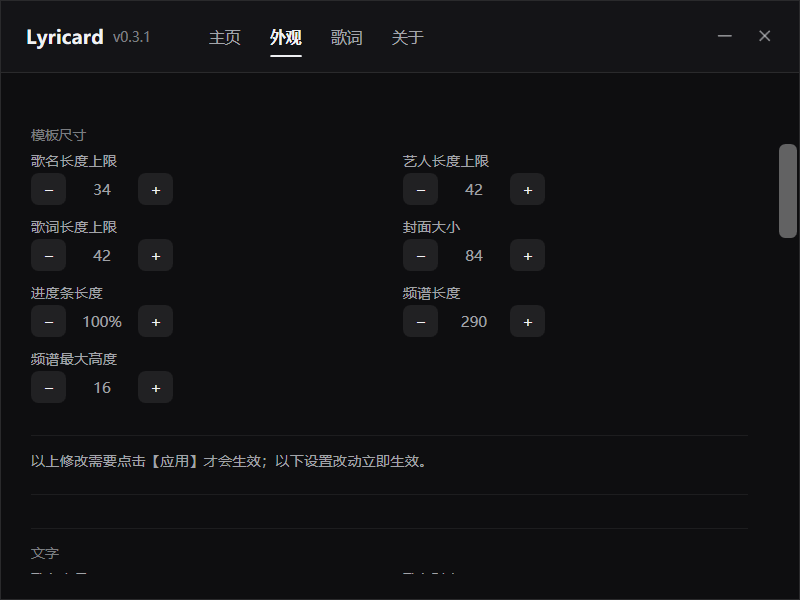 Lyricard v0.3.1 主页 外观 歌词 关于
模板尺寸
歌名长度上限 艺人长度上限
− 34 + − 42 +
歌词长度上限 封面大小
− 42 + − 84 +
进度条长度 频谱长度
− 100% + − 290 +
频谱最大高度
− 16 +
以上修改需要点击【应用】才会生效；以下设置改动立即生效。
文字